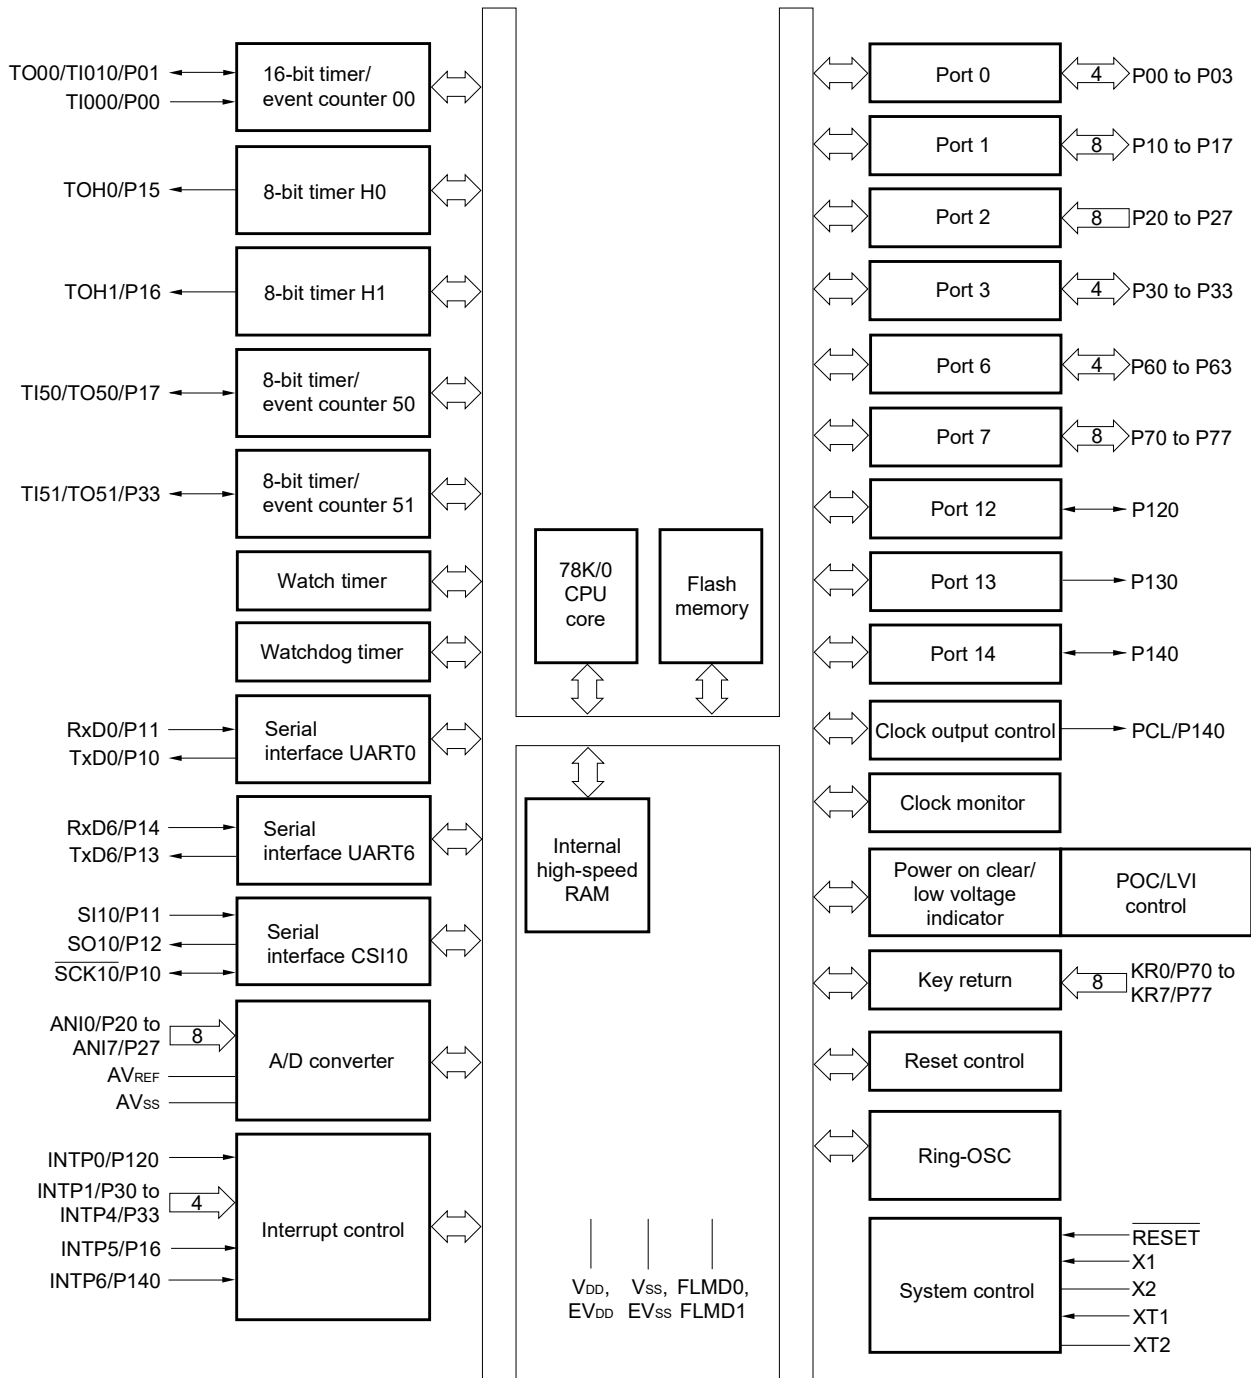 TO00/TI010/P01
TI000/P00
16-bit timer/
event counter 00
TOH0/P15
8-bit timer H0
TOH1/P16
8-bit timer H1
TI50/TO50/P17
8-bit timer/
event counter 50
TI51/TO51/P33
8-bit timer/
event counter 51
Watch timer
Watchdog timer
RxD0/P11
TxD0/P10
Serial
interface UART0
RxD6/P14
TxD6/P13
Serial
interface UART6
SI10/P11
SO10/P12
SCK10/P10
Serial
interface CSI10
ANI0/P20 to
ANI7/P27
8
AVREF
AVSS
A/D converter
INTP0/P120
INTP1/P30 to
INTP4/P33
4
INTP5/P16
INTP6/P140
Interrupt control
78K/0
CPU
core
Flash
memory
Internal
high-speed
RAM
VDD,
EVDD
VSS,
EVSS
FLMD0,
FLMD1
Port 0
4
P00 to P03
Port 1
8
P10 to P17
Port 2
8
P20 to P27
Port 3
4
P30 to P33
Port 6
4
P60 to P63
Port 7
8
P70 to P77
Port 12
P120
Port 13
P130
Port 14
P140
Clock output control
PCL/P140
Clock monitor
Power on clear/
low voltage
indicator
POC/LVI
control
Key return
8
KR0/P70 to
KR7/P77
Reset control
Ring-OSC
System control
RESET
X1
X2
XT1
XT2